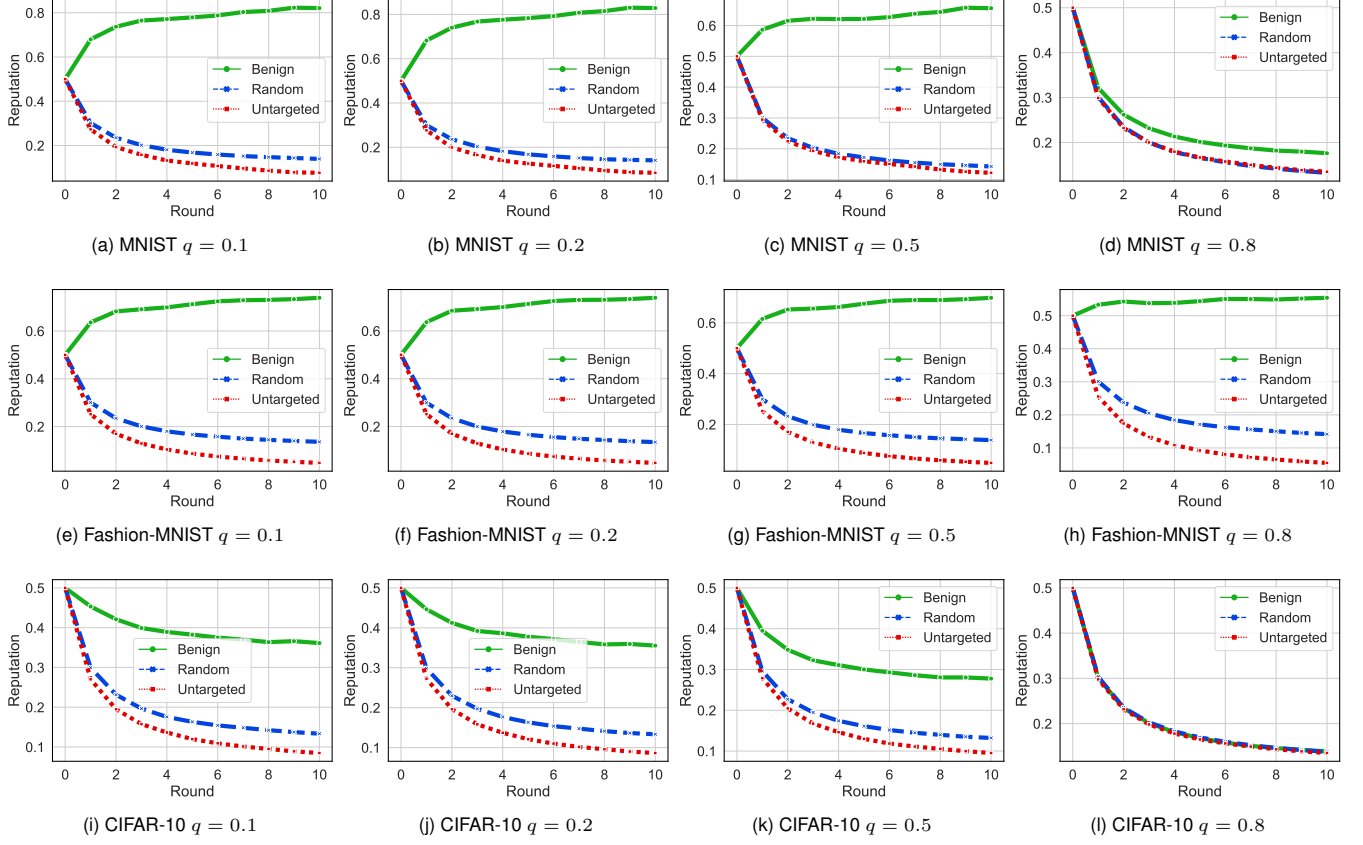 0.8
0.6
0.4
0.2
Reputation
Benign
Random
Untargeted
0 2 4 6 8 10
Round
(a) MNIST q = 0.1
0.8
0.6
0.4
0.2
Reputation
Benign
Random
Untargeted
0 2 4 6 8 10
Round
(b) MNIST q = 0.2
0.6
0.5
0.4
0.3
0.2
0.1
Reputation
Benign
Random
Untargeted
0 2 4 6 8 10
Round
(c) MNIST q = 0.5
0.5
0.4
0.3
0.2
Reputation
Benign
Random
Untargeted
0 2 4 6 8 10
Round
(d) MNIST q = 0.8
0.6
0.4
0.2
Reputation
Benign
Random
Untargeted
0 2 4 6 8 10
Round
(e) Fashion-MNIST q = 0.1
0.6
0.4
0.2
Reputation
Benign
Random
Untargeted
0 2 4 6 8 10
Round
(f) Fashion-MNIST q = 0.2
0.6
0.4
0.2
Reputation
Benign
Random
Untargeted
0 2 4 6 8 10
Round
(g) Fashion-MNIST q = 0.5
0.5
0.4
0.3
0.2
0.1
Reputation
Benign
Random
Untargeted
0 2 4 6 8 10
Round
(h) Fashion-MNIST q = 0.8
0.5
0.4
0.3
0.2
0.1
Reputation
Benign
Random
Untargeted
0 2 4 6 8 10
Round
(i) CIFAR-10 q = 0.1
0.5
0.4
0.3
0.2
0.1
Reputation
Benign
Random
Untargeted
0 2 4 6 8 10
Round
(j) CIFAR-10 q = 0.2
0.5
0.4
0.3
0.2
0.1
Reputation
Benign
Random
Untargeted
0 2 4 6 8 10
Round
(k) CIFAR-10 q = 0.5
0.5
0.4
0.3
0.2
Reputation
Benign
Random
Untargeted
0 2 4 6 8 10
Round
(l) CIFAR-10 q = 0.8